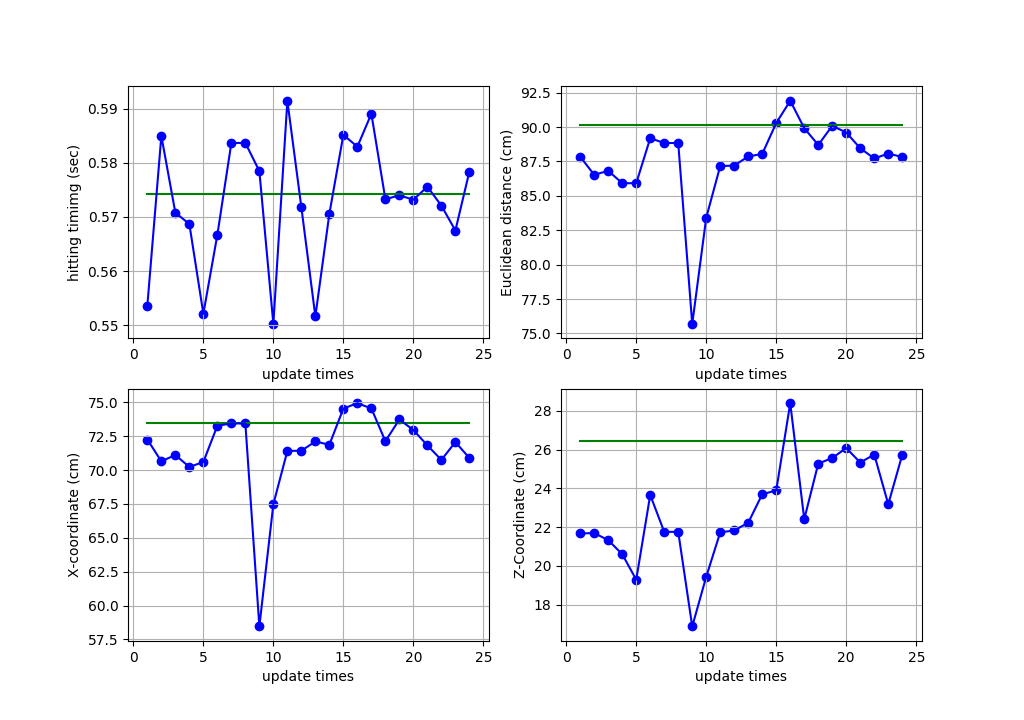 0.59
0.58
0.57
0.56
0.55
hitting timimg (sec)
0 5 10 15 20 25
update times
92.5
90.0
87.5
85.0
82.5
80.0
77.5
75.0
Euclidean distance (cm)
0 5 10 15 20 25
update times
75.0
72.5
70.0
67.5
65.0
62.5
60.0
57.5
X-coordinate (cm)
0 5 10 15 20 25
update times
28
26
24
22
20
18
Z-Coordinate (cm)
0 5 10 15 20 25
update times